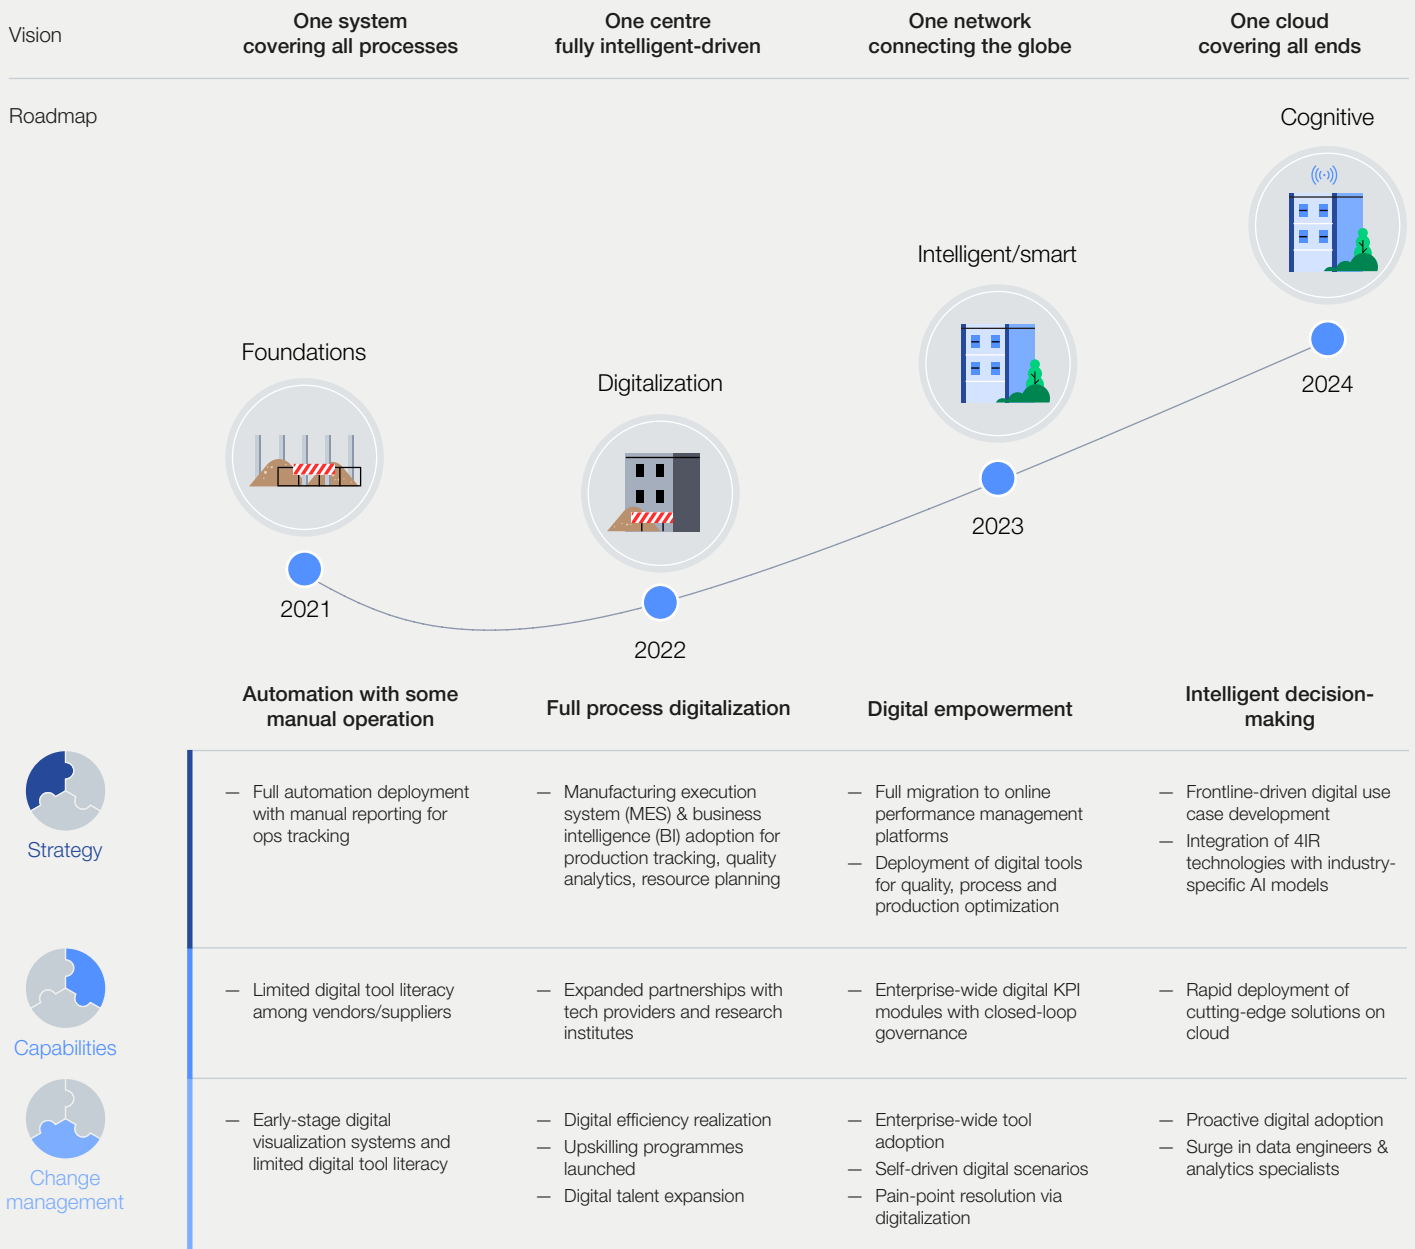 Vision
One system
covering all processes
One centre
fully intelligent-driven
One network
connecting the globe
One cloud
covering all ends
Roadmap
Foundations
2021
Digitalization
2022
Intelligent/smart
2023
Cognitive
2024
Automation with some
manual operation
Full process digitalization
Digital empowerment
Intelligent decision-
making
Strategy
— Full automation deployment
with manual reporting for
ops tracking
— Manufacturing execution
system (MES) & business
intelligence (BI) adoption for
production tracking, quality
analytics, resource planning
— Full migration to online
performance management
platforms
— Deployment of digital tools
for quality, process and
production optimization
— Frontline-driven digital use
case development
— Integration of 4IR
technologies with industry-
specific AI models
Capabilities
— Limited digital tool literacy
among vendors/suppliers
— Expanded partnerships with
tech providers and research
institutes
— Enterprise-wide digital KPI
modules with closed-loop
governance
— Rapid deployment of
cutting-edge solutions on
cloud
Change
management
— Early-stage digital
visualization systems and
limited digital tool literacy
— Digital efficiency realization
— Upskilling programmes
launched
— Digital talent expansion
— Enterprise-wide tool
adoption
— Self-driven digital scenarios
— Pain-point resolution via
digitalization
— Proactive digital adoption
— Surge in data engineers &
analytics specialists